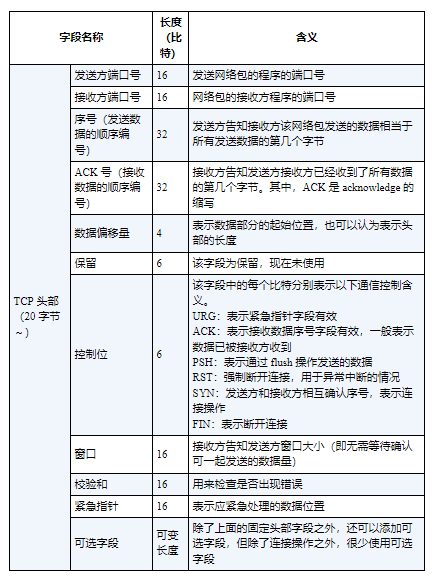 字段名称
长度
（比
特）
含义
TCP 头部
（20 字节
～）
发送方端口号
16
发送网络包的程序的端口号
接收方端口号
16
网络包的接收方程序的端口号
序号（发送数
据的顺序编
号）
32
发送方告知接收方该网络包发送的数据相当于
所有发送数据的第几个字节
ACK 号（接收
数据的顺序编
号）
32
接收方告知发送方接收方已经收到了所有数据
的第几个字节。其中，ACK 是 acknowledge 的
缩写
数据偏移量
4
表示数据部分的起始位置，也可以认为表示头
部的长度
保留
6
该字段为保留，现在未使用
控制位
6
该字段中的每个比特分别表示以下通信控制含
义。
URG：表示紧急指针字段有效
ACK：表示接收数据序号字段有效，一般表示
数据已被接收方收到
PSH：表示通过 flush 操作发送的数据
RST：强制断开连接，用于异常中断的情况
SYN：发送方和接收方相互确认序号，表示连
接操作
FIN：表示断开连接
窗口
16
接收方告知发送方窗口大小（即无需等待确认
可一起发送的数据量）
校验和
16
用来检查是否出现错误
紧急指针
16
表示应紧急处理的数据位置
可选字段
可变
长度
除了上面的固定头部字段之外，还可以添加可
选字段，但除了连接操作之外，很少使用可选
字段